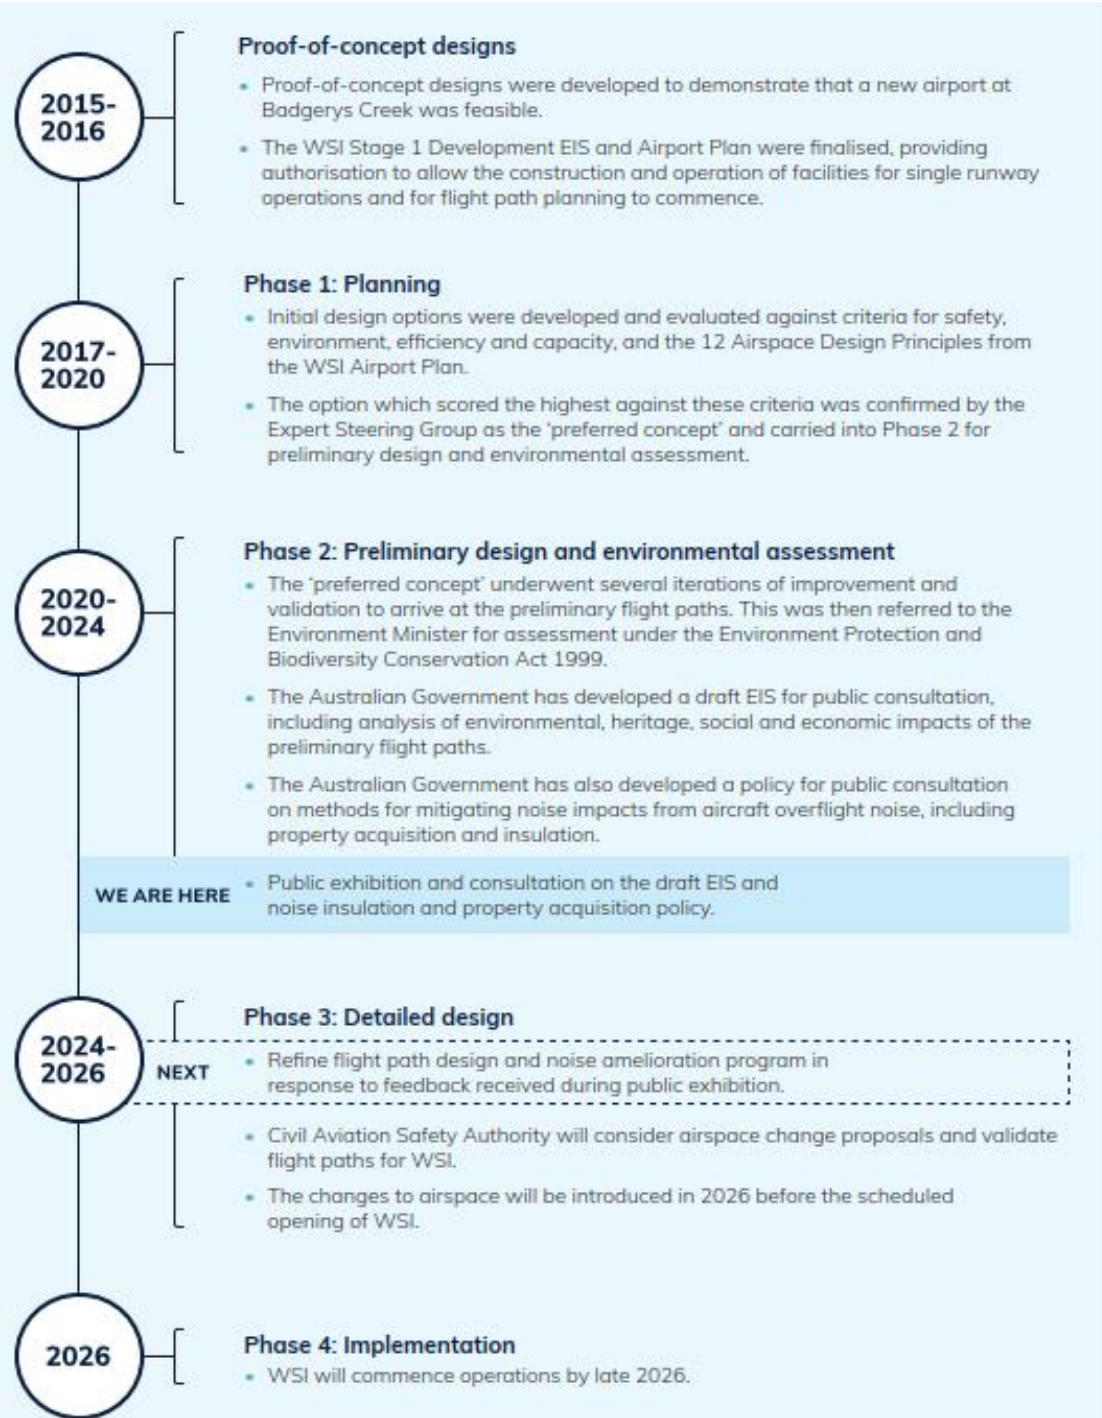 2015-
2016
Proof-of-concept designs
• Proof-of-concept designs were developed to demonstrate that a new airport at
Badgerys Creek was feasible.
• The WSI Stage 1 Development EIS and Airport Plan were finalised, providing
authorisation to allow the construction and operation of facilities for single runway
operations and for flight path planning to commence.
2017-
2020
Phase 1: Planning
• Initial design options were developed and evaluated against criteria for safety,
environment, efficiency and capacity, and the 12 Airspace Design Principles from
the WSI Airport Plan.
• The option which scored the highest against these criteria was confirmed by the
Expert Steering Group as the ‘preferred concept’ and carried into Phase 2 for
preliminary design and environmental assessment.
2020-
2024
Phase 2: Preliminary design and environmental assessment
• The ‘preferred concept’ underwent several iterations of improvement and
validation to arrive at the preliminary flight paths. This was then referred to the
Environment Minister for assessment under the Environment Protection and
Biodiversity Conservation Act 1999.
• The Australian Government has developed a draft EIS for public consultation,
including analysis of environmental, heritage, social and economic impacts of the
preliminary flight paths.
• The Australian Government has also developed a policy for public consultation
on methods for mitigating noise impacts from aircraft overflight noise, including
property acquisition and insulation.
WE ARE HERE
• Public exhibition and consultation on the draft EIS and
noise insulation and property acquisition policy.
2024-
2026
Phase 3: Detailed design
NEXT
• Refine flight path design and noise amelioration program in
response to feedback received during public exhibition.
• Civil Aviation Safety Authority will consider airspace change proposals and validate
flight paths for WSI.
• The changes to airspace will be introduced in 2026 before the scheduled
opening of WSI.
2026
Phase 4: Implementation
• WSI will commence operations by late 2026.